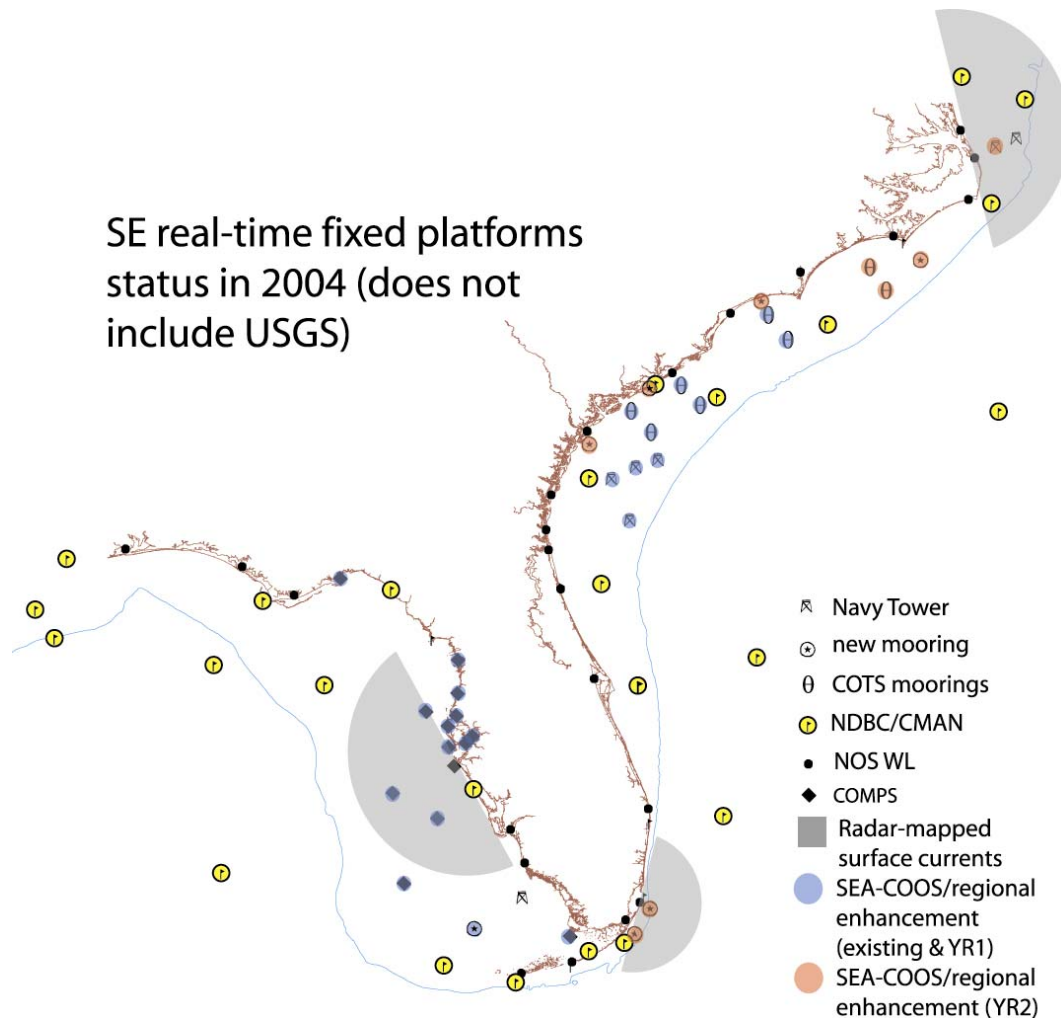 SE real-time fixed platforms
status in 2004 (does not
include USGS)
Navy Tower
new mooring
COTS moorings
NDBC/CMAN
NOS WL
COMPS
Radar-mapped
surface currents
SEA-COOS/regional
enhancement
(existing & YR1)
SEA-COOS/regional
enhancement (YR2)